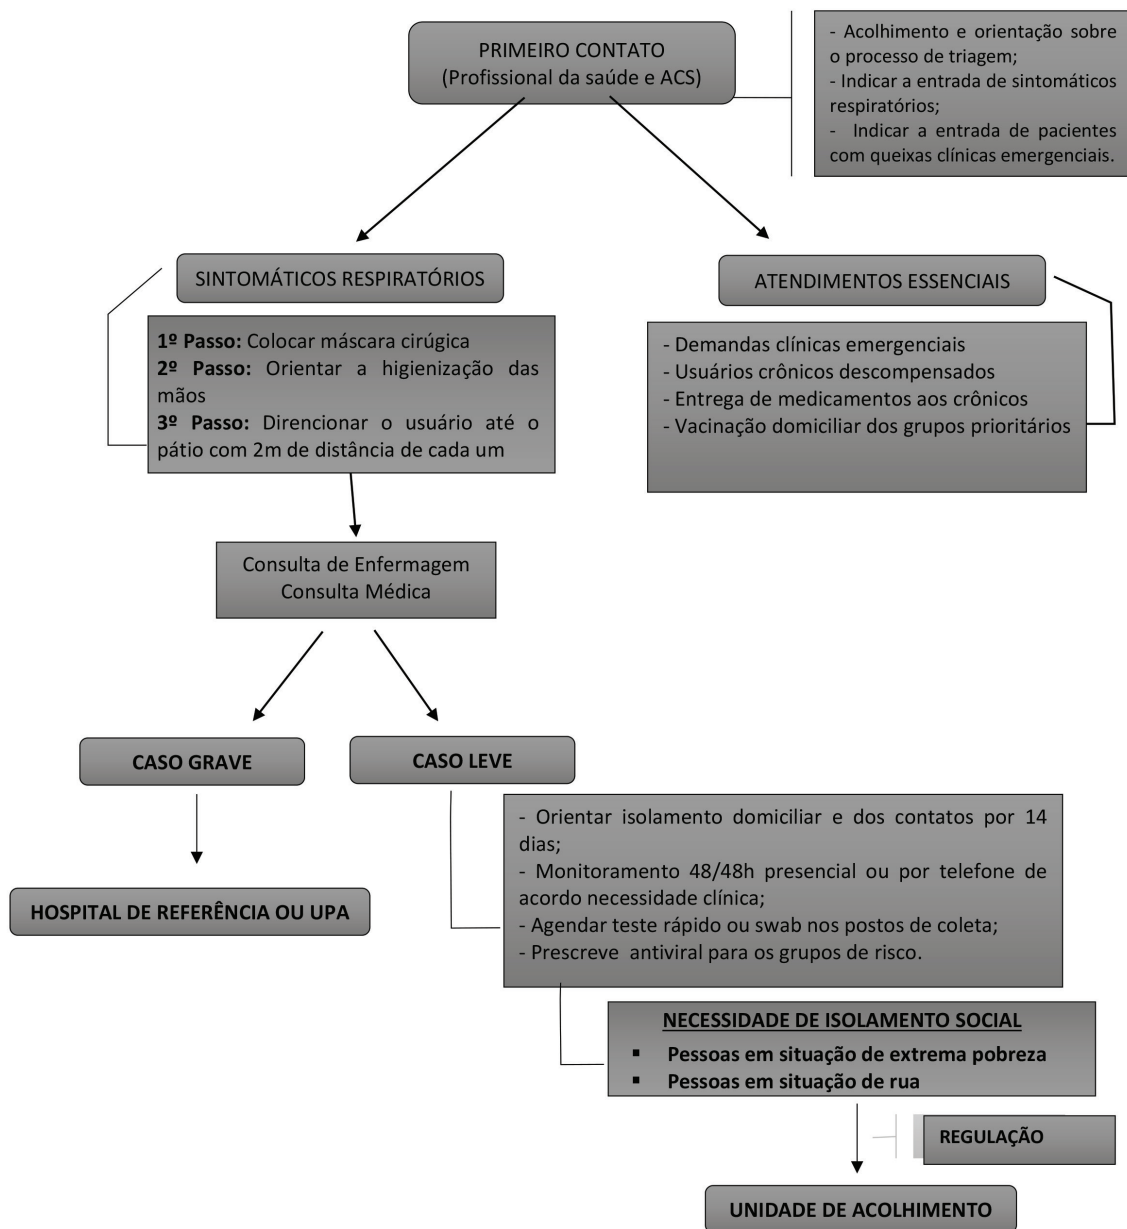 PRIMEIRO CONTATO
(Profissional da saúde e ACS)
- Acolhimento e orientação sobre
o processo de triagem;
- Indicar a entrada de sintomáticos
respiratórios;
- Indicar a entrada de pacientes
com queixas clínicas emergenciais.
SINTOMÁTICOS RESPIRATÓRIOS
1º Passo: Colocar máscara cirúgica
2º Passo: Orientar a higienização das
mãos
3º Passo: Direncionar o usuário até o
pátio com 2m de distância de cada um
ATENDIMENTOS ESSENCIAIS
- Demandas clínicas emergenciais
- Usuários crônicos descompensados
- Entrega de medicamentos aos crônicos
- Vacinação domiciliar dos grupos prioritários
Consulta de Enfermagem
Consulta Médica
CASO GRAVE
CASO LEVE
HOSPITAL DE REFERÊNCIA OU UPA
- Orientar isolamento domiciliar e dos contatos por 14
dias;
- Monitoramento 48/48h presencial ou por telefone de
acordo necessidade clínica;
- Agendar teste rápido ou swab nos postos de coleta;
- Prescreve antiviral para os grupos de risco.
NECESSIDADE DE ISOLAMENTO SOCIAL
▪ Pessoas em situação de extrema pobreza
▪ Pessoas em situação de rua
REGULAÇÃO
UNIDADE DE ACOLHIMENTO